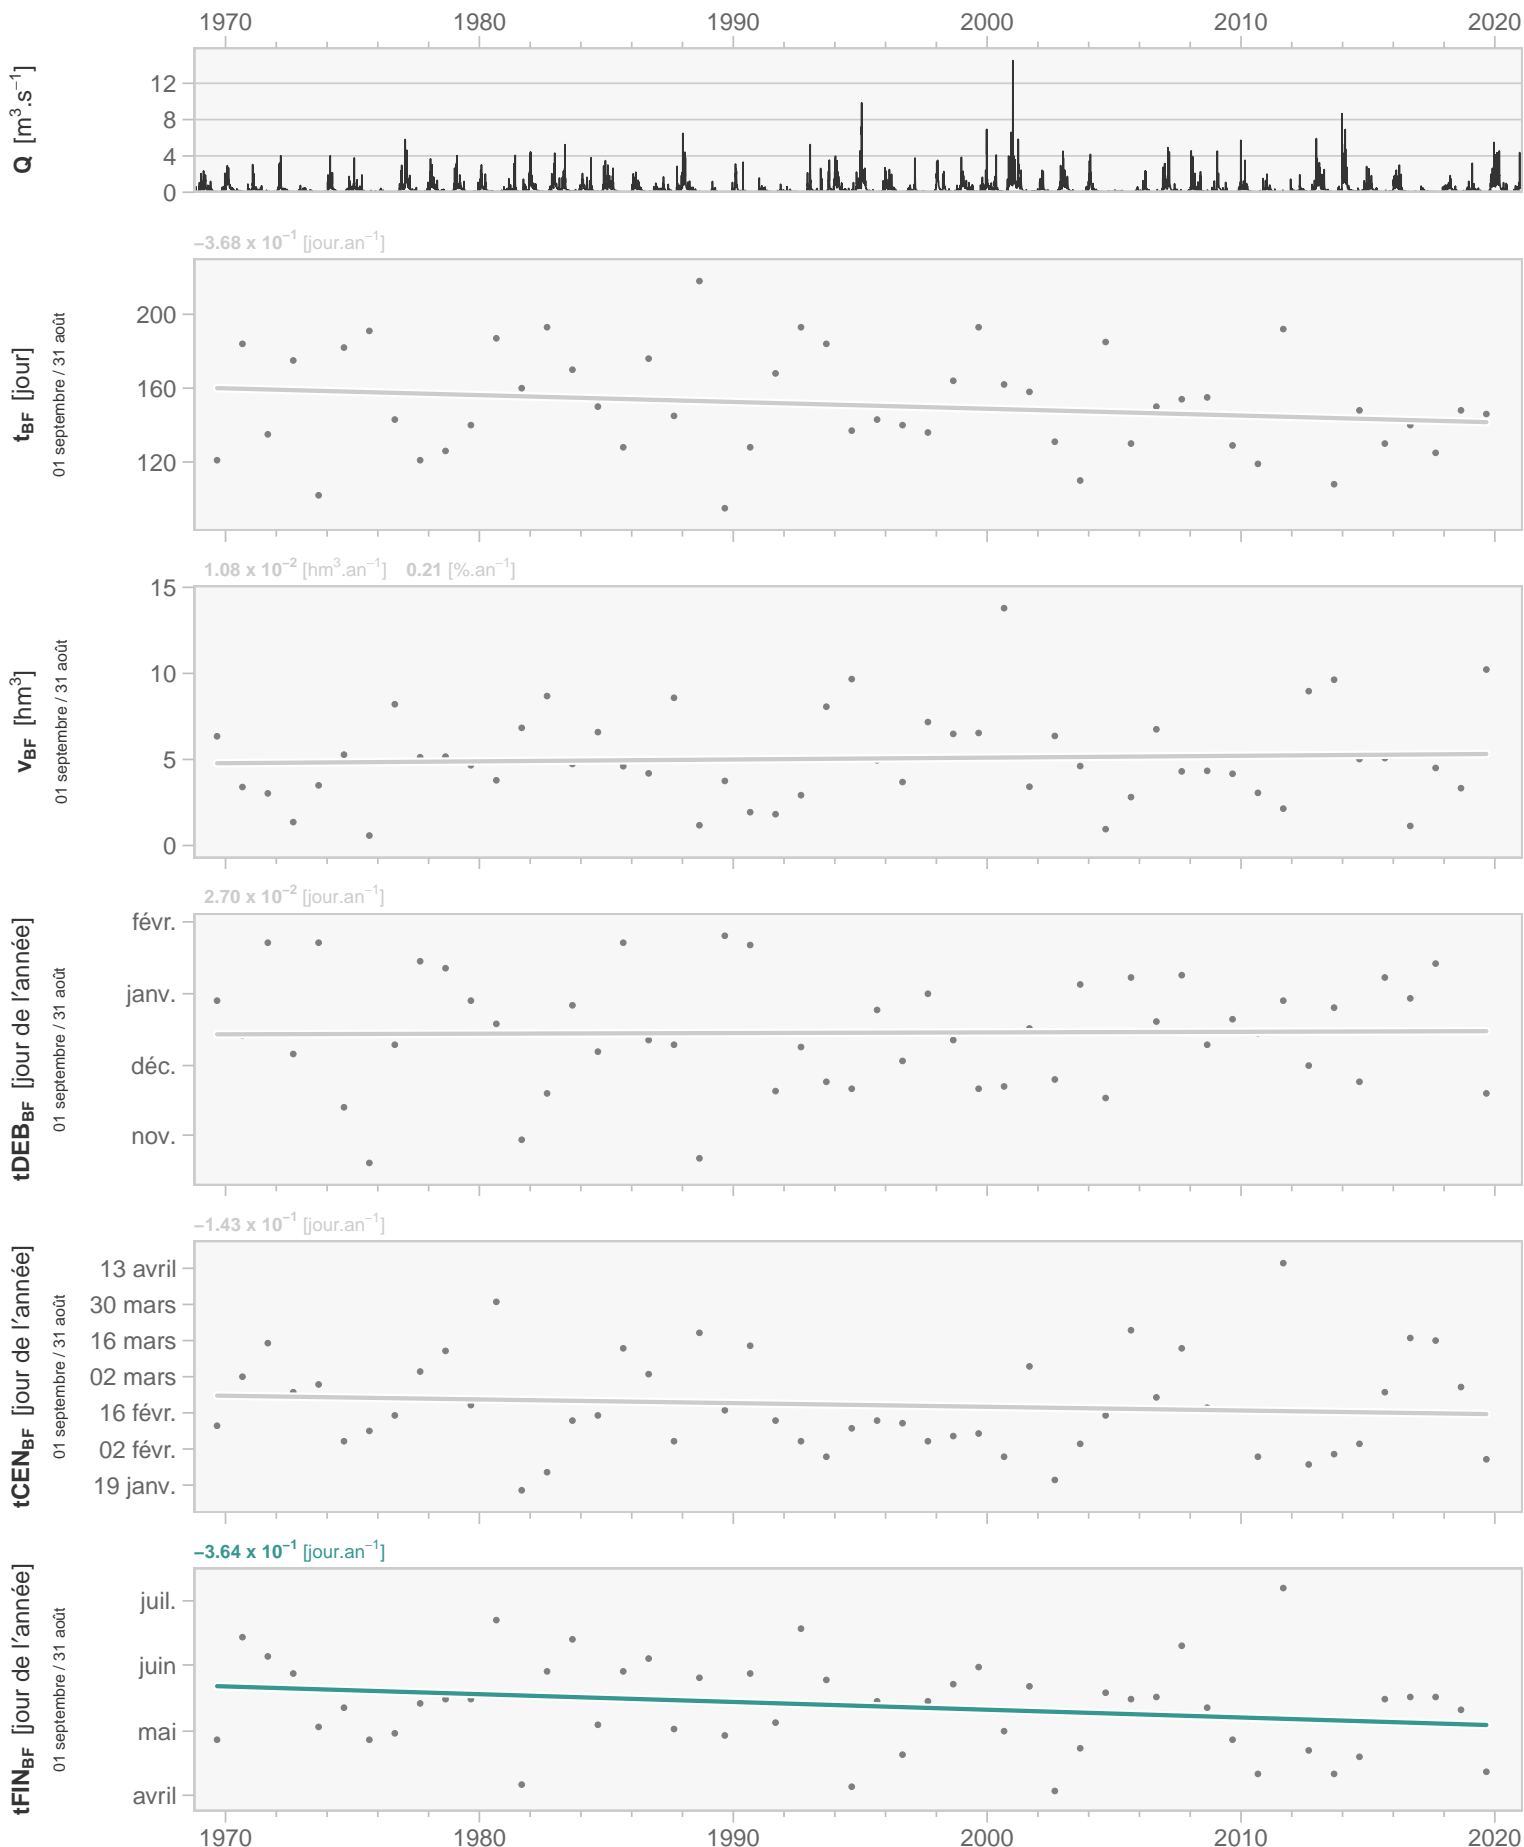 1970 1980 1990 2000 2010 2020
Q [m³.s⁻¹]
12
8
4
0
−3.68 x 10⁻¹ [jour.an⁻¹]
t_BF [jour]
01 septembre / 31 août
200
160
120
1.08 x 10⁻² [hm³.an⁻¹] 0.21 [%.an⁻¹]
v_BF [hm³]
01 septembre / 31 août
15
10
5
0
2.70 x 10⁻² [jour.an⁻¹]
tDEB_BF [jour de l'année]
01 septembre / 31 août
févr.
janv.
déc.
nov.
−1.43 x 10⁻¹ [jour.an⁻¹]
tCEN_BF [jour de l'année]
01 septembre / 31 août
13 avril
30 mars
16 mars
02 mars
16 févr.
02 févr.
19 janv.
−3.64 x 10⁻¹ [jour.an⁻¹]
tFIN_BF [jour de l'année]
01 septembre / 31 août
juil.
juin
mai
avril
1970 1980 1990 2000 2010 2020